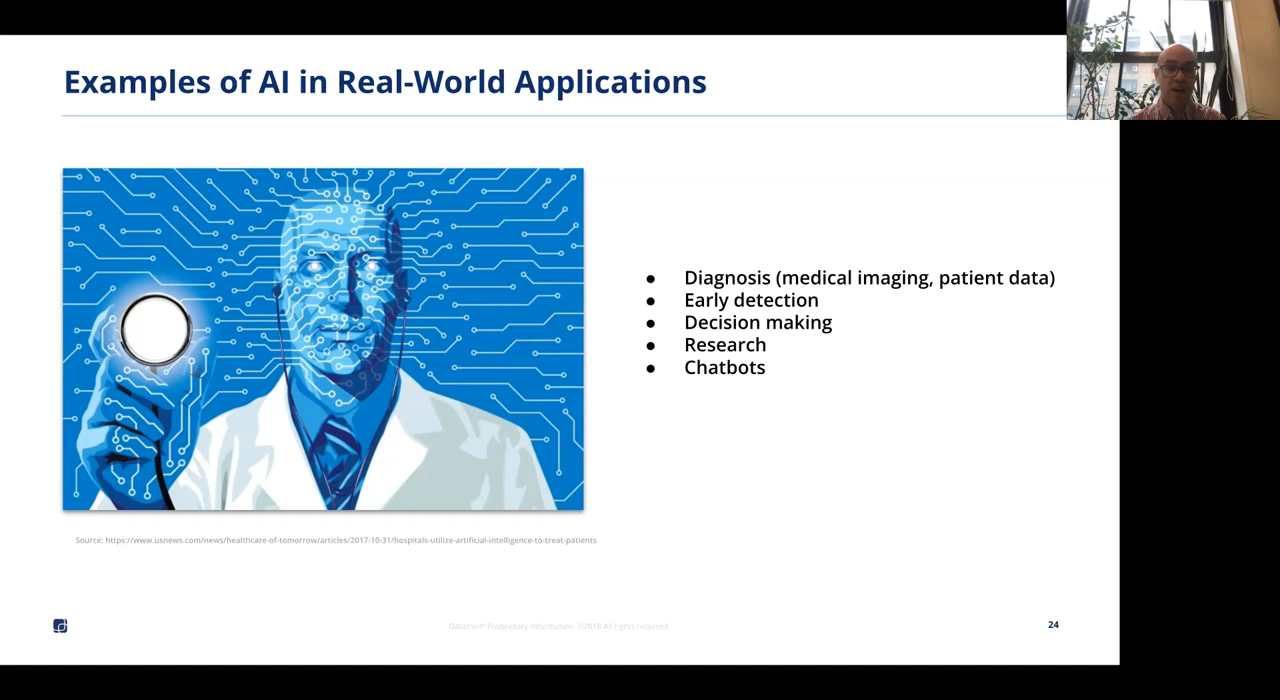 Examples of AI in Real-World Applications
● Diagnosis (medical imaging, patient data)
● Early detection
● Decision making
● Research
● Chatbots
Source: https://www.usnews.com/news/healthcare-of-tomorrow/articles/2017-10-31/hospitals-utilize-artificial-intelligence-to-treat-patients
Proprietary Information. ©2018 All rights reserved.
24